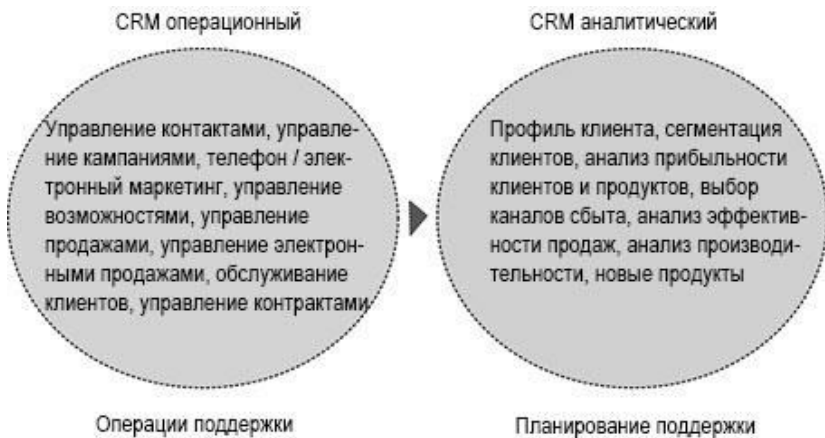 CRM операционный
Управление контактами, управле-
ние кампаниями, телефон / элек-
тронный маркетинг, управление
возможностями, управление
продажами, управление электрон-
ными продажами, обслуживание
клиентов, управление контрактами
Операции поддержки
CRM аналитический
Профиль клиента, сегментация
клиентов, анализ прибыльности
клиентов и продуктов, выбор
каналов сбыта, анализ эффектив-
ности продаж, анализ производи-
тельности, новые продукты
Планирование поддержки